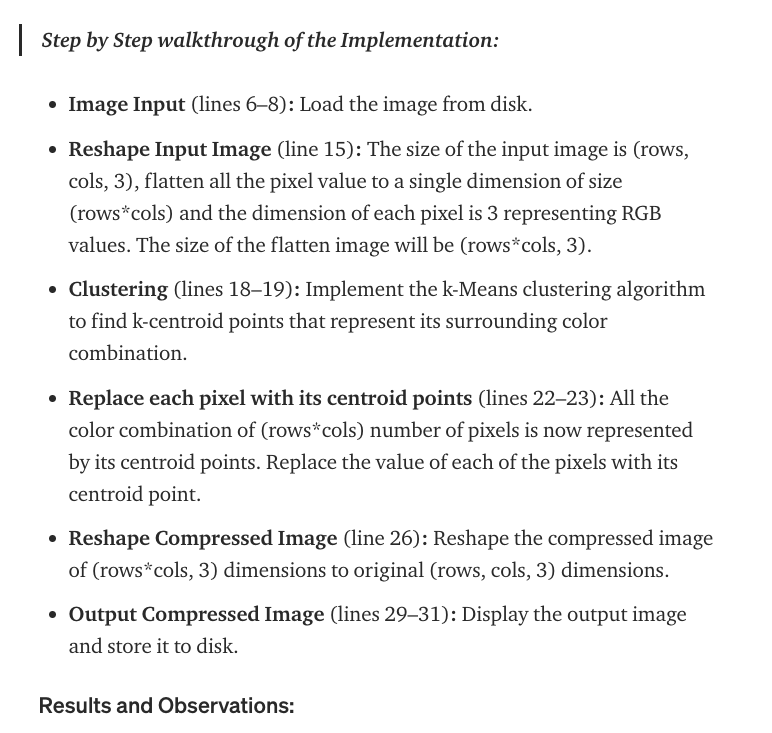 Step by Step walkthrough of the Implementation:
• Image Input (lines 6–8): Load the image from disk.
• Reshape Input Image (line 15): The size of the input image is (rows,
cols, 3), flatten all the pixel value to a single dimension of size
(rows*cols) and the dimension of each pixel is 3 representing RGB
values. The size of the flatten image will be (rows*cols, 3).
• Clustering (lines 18–19): Implement the k-Means clustering algorithm
to find k-centroid points that represent its surrounding color
combination.
• Replace each pixel with its centroid points (lines 22–23): All the
color combination of (rows*cols) number of pixels is now represented
by its centroid points. Replace the value of each of the pixels with its
centroid point.
• Reshape Compressed Image (line 26): Reshape the compressed image
of (rows*cols, 3) dimensions to original (rows, cols, 3) dimensions.
• Output Compressed Image (lines 29–31): Display the output image
and store it to disk.
Results and Observations: